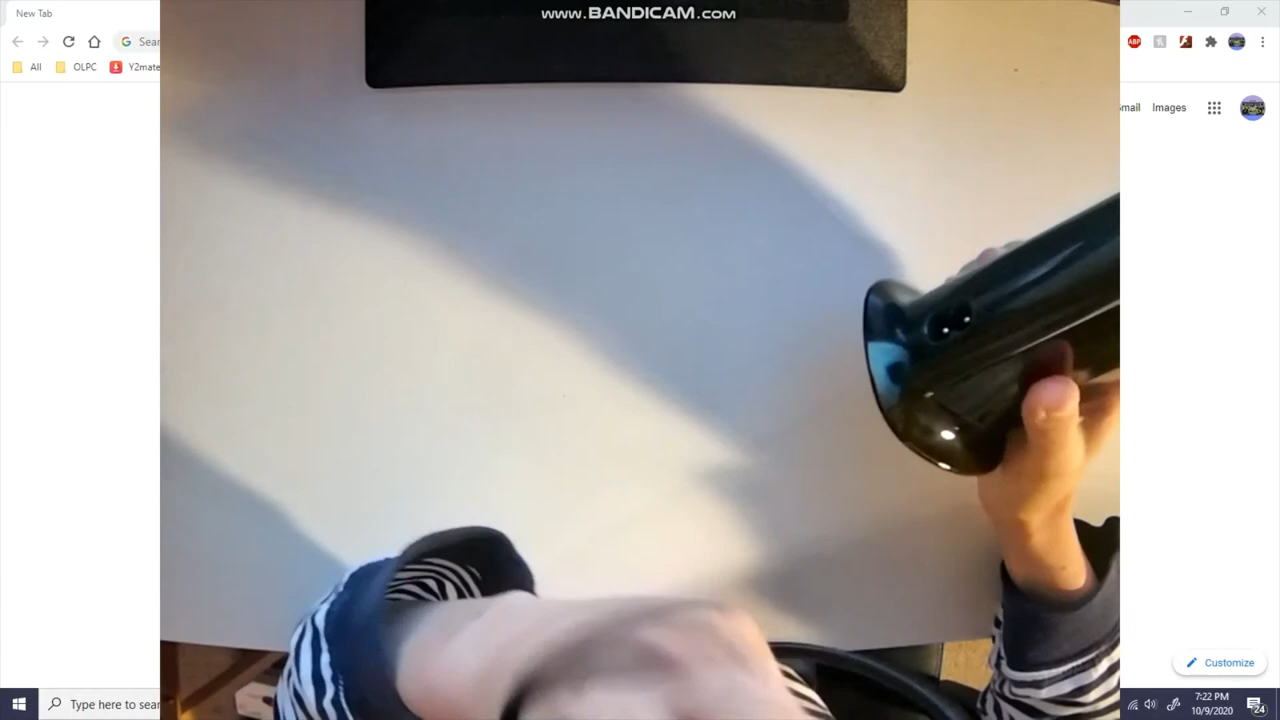 www.BANDICAM.com
New Tab
Sear
All
OLPC
Y2mate
ABP
mail
Images
Customize
Type here to sear
7:22 PM
10/9/2020
24